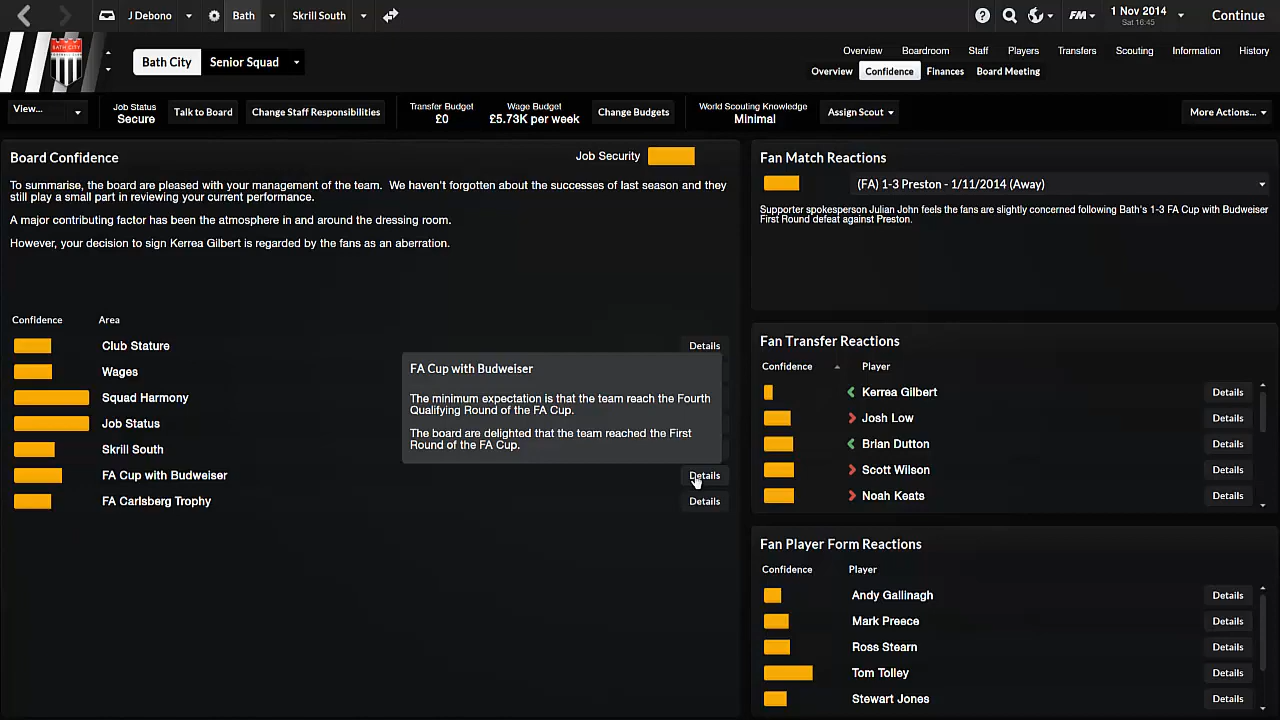 J Debono
Bath
Skrill South
FM
1 Nov 2014
Sat 16:45
Continue
BATH CITY
Bath City
Senior Squad
Overview
Boardroom
Staff
Players
Transfers
Scouting
Information
History
Overview
Confidence
Finances
Board Meeting
View...
Job Status
Secure
Talk to Board
Change Staff Responsibilities
Transfer Budget
£0
Wage Budget
£5.73K per week
Change Budgets
World Scouting Knowledge
Minimal
Assign Scout
More Actions...
Board Confidence
Job Security
To summarise, the board are pleased with your management of the team. We haven't forgotten about the successes of last season and they
still play a small part in reviewing your current performance.
A major contributing factor has been the atmosphere in and around the dressing room.
However, your decision to sign Kerrea Gilbert is regarded by the fans as an aberration.
Confidence
Area
Club Stature
Details
Wages
Squad Harmony
Job Status
Skrill South
FA Cup with Budweiser
Details
FA Carlsberg Trophy
Details
FA Cup with Budweiser
The minimum expectation is that the team reach the Fourth
Qualifying Round of the FA Cup.
The board are delighted that the team reached the First
Round of the FA Cup.
Fan Match Reactions
(FA) 1-3 Preston - 1/11/2014 (Away)
Supporter spokesperson Julian John feels the fans are slightly concerned following Bath's 1-3 FA Cup with Budweiser
First Round defeat against Preston.
Fan Transfer Reactions
Confidence
Player
Kerrea Gilbert
Details
Josh Low
Details
Brian Dutton
Details
Scott Wilson
Details
Noah Keats
Details
Fan Player Form Reactions
Confidence
Player
Andy Gallinagh
Details
Mark Preece
Details
Ross Stearn
Details
Tom Tolley
Details
Stewart Jones
Details